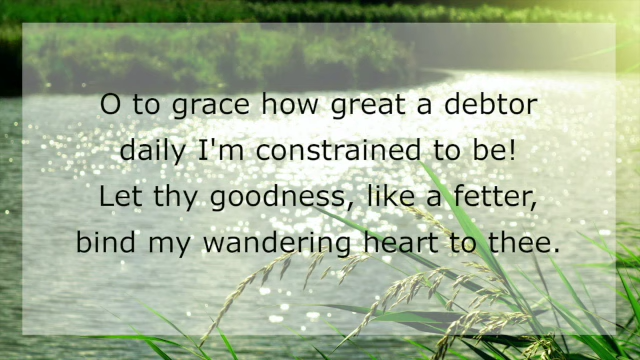 O to grace how great a debtor
daily I'm constrained to be!
Let thy goodness, like a fetter,
bind my wandering heart to thee.